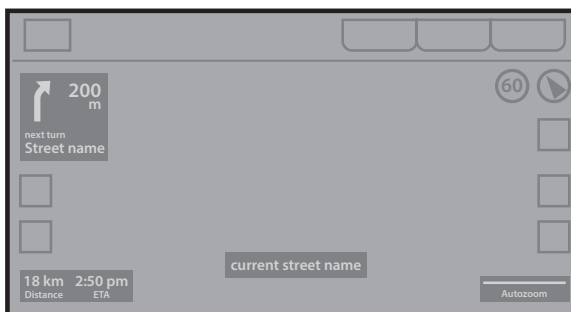 200
m
60
next turn
Street name
current street name
18 km 2:50 pm
Distance ETA
Autozoom